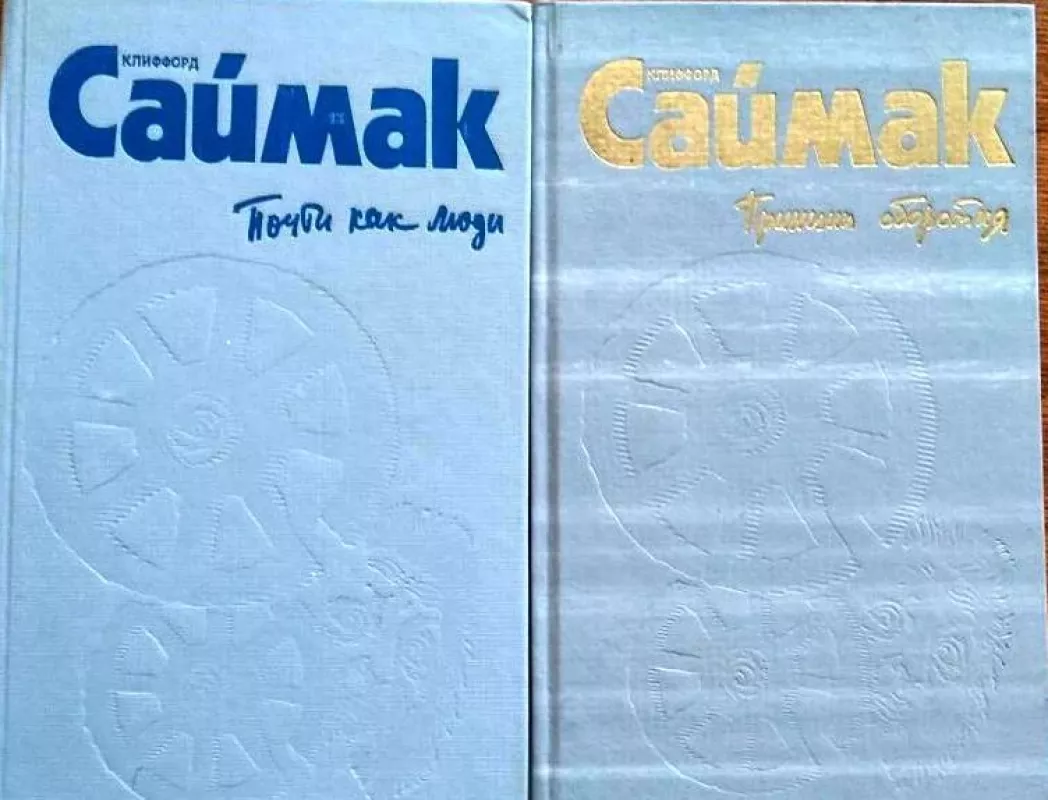 КЛИФФОРД
Саймак
Почти как люди
КЛИФФОРД
Саймак
Принцип оборотня